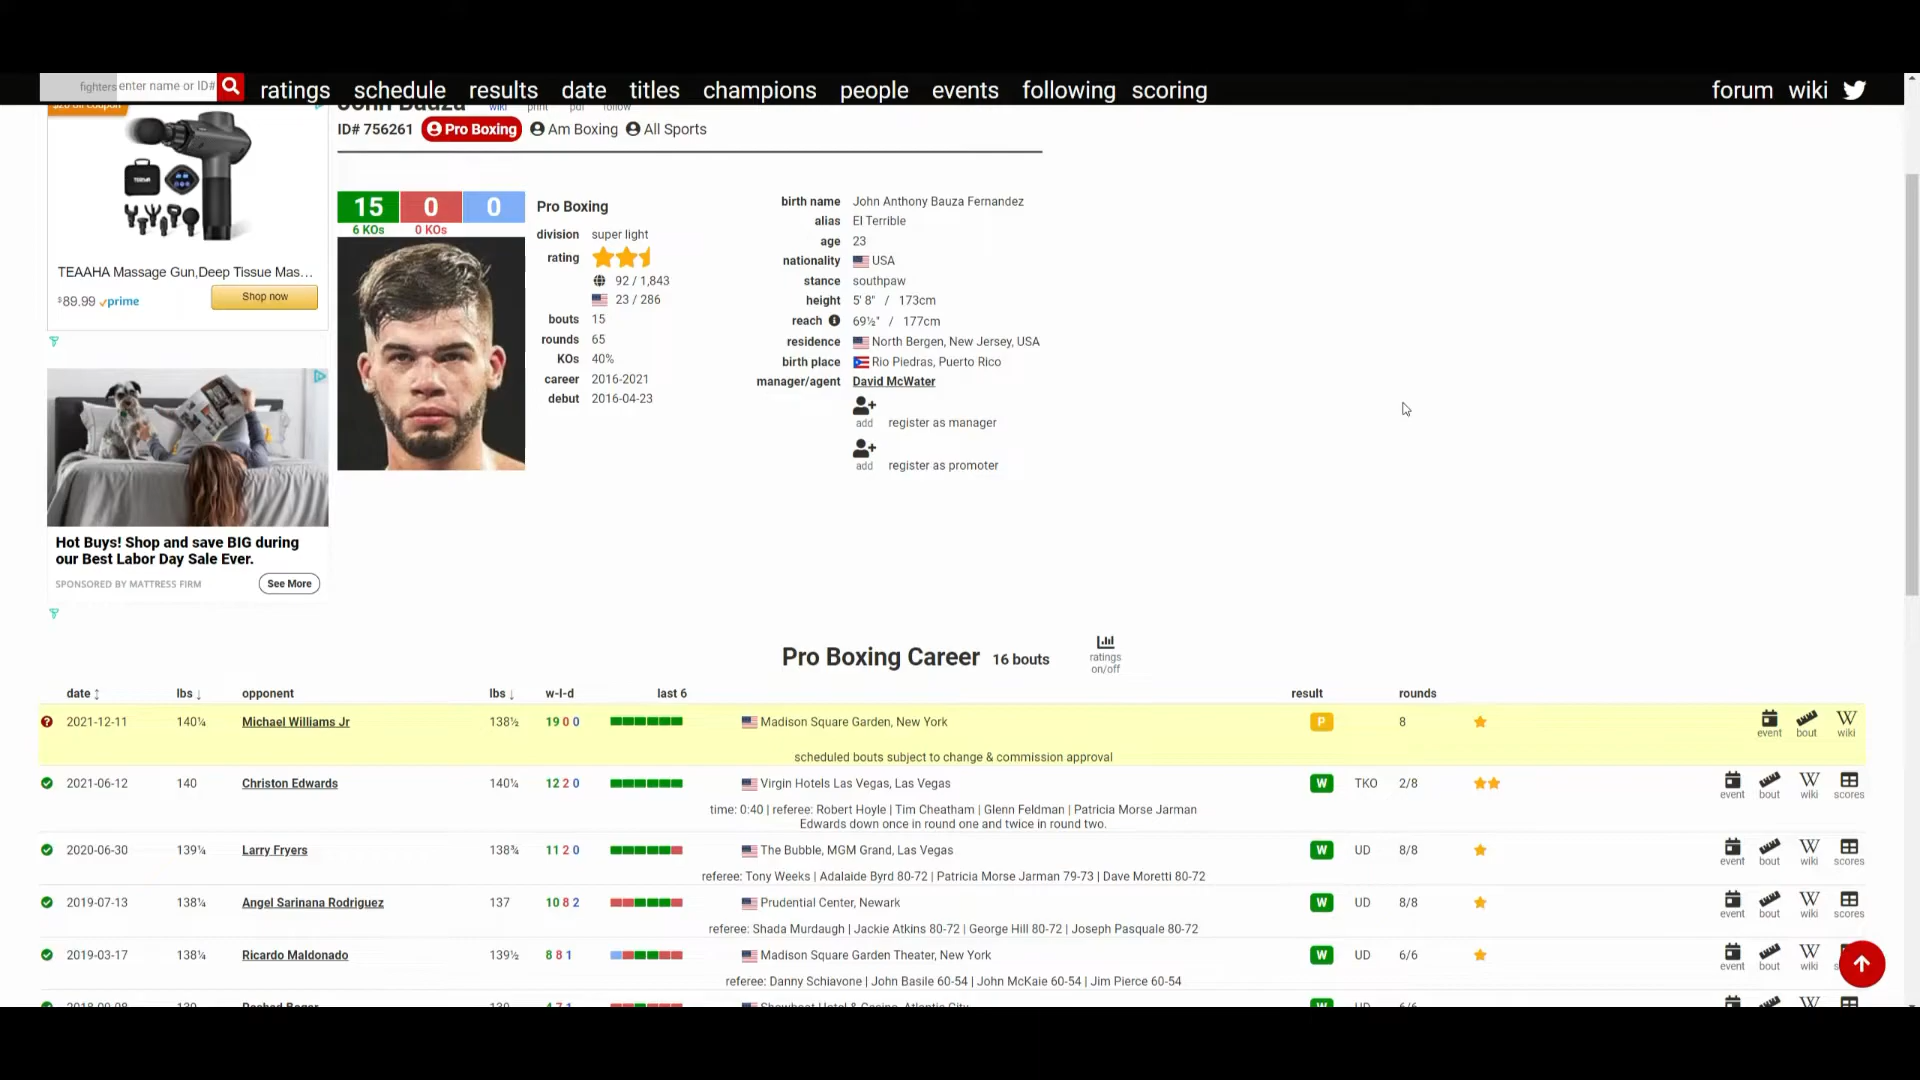 fighters enter name or ID# ratings schedule results date titles champions people events following scoring forum wiki
$20 off coupon
John Bauza wiki print pdf follow
ID# 756261 Pro Boxing Am Boxing All Sports
TEAAHA Massage Gun,Deep Tissue Mas...
$89.99 prime Shop now
Hot Buys! Shop and save BIG during
our Best Labor Day Sale Ever.
SPONSORED BY MATTRESS FIRM See More
15 0 0
6 KOs 0 KOs
Pro Boxing
division super light
rating
92 / 1,843
23 / 286
bouts 15
rounds 65
KOs 40%
career 2016-2021
debut 2016-04-23
birth name John Anthony Bauza Fernandez
alias El Terrible
age 23
nationality USA
stance southpaw
height 5' 8" / 173cm
reach 69½" / 177cm
residence North Bergen, New Jersey, USA
birth place Rio Piedras, Puerto Rico
manager/agent David McWater
add register as manager
add register as promoter
Pro Boxing Career 16 bouts
ratings
on/off
date lbs opponent lbs w-l-d last 6 result rounds
2021-12-11 140¼ Michael Williams Jr 138½ 19 0 0 Madison Square Garden, New York P 8 event bout wiki
scheduled bouts subject to change & commission approval
2021-06-12 140 Christon Edwards 140¼ 12 2 0 Virgin Hotels Las Vegas, Las Vegas W TKO 2/8 event bout wiki scores
time: 0:40 | referee: Robert Hoyle | Tim Cheatham | Glenn Feldman | Patricia Morse Jarman
Edwards down once in round one and twice in round two.
2020-06-30 139¼ Larry Fryers 138¾ 11 2 0 The Bubble, MGM Grand, Las Vegas W UD 8/8 event bout wiki scores
referee: Tony Weeks | Adalaide Byrd 80-72 | Patricia Morse Jarman 79-73 | Dave Moretti 80-72
2019-07-13 138¼ Angel Sarinana Rodriguez 137 10 8 2 Prudential Center, Newark W UD 8/8 event bout wiki scores
referee: Shada Murdaugh | Jackie Atkins 80-72 | George Hill 80-72 | Joseph Pasquale 80-72
2019-03-17 138¼ Ricardo Maldonado 139½ 8 8 1 Madison Square Garden Theater, New York W UD 6/6 event bout wiki
referee: Danny Schiavone | John Basile 60-54 | John McKaie 60-54 | Jim Pierce 60-54